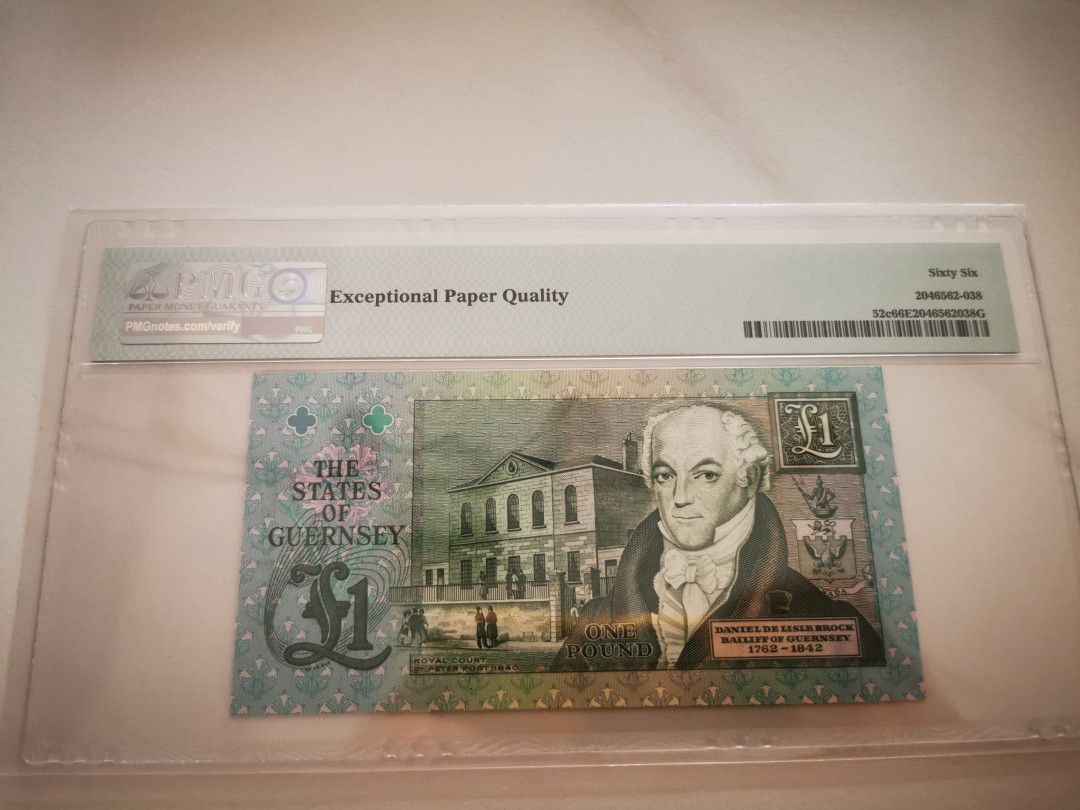 PMG
PAPER MONEY GUARANTY
PMGnotes.com/verify
PMG
Exceptional Paper Quality
Sixty Six
2046562-038
52c66E2046562038G
THE
STATES
OF
GUERNSEY
£1
£1
ROYAL COURT
ST PETER PORT 1840
ONE
POUND
DANIEL DE LISLE BROCK
BAILIFF OF GUERNSEY
1762 - 1842